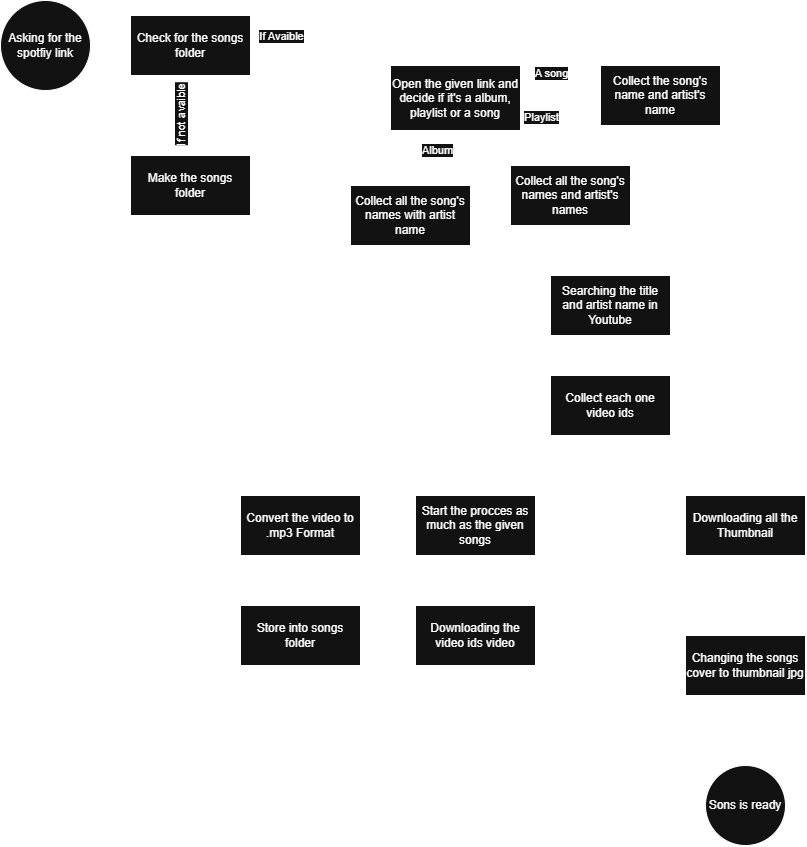 Asking for the
spotfiy link
Check for the songs
folder
If Avaible
If not avaible
Make the songs
folder
Open the given link and
decide if it's a album,
playlist or a song
A song
Playlist
Album
Collect the song's
name and artist's
name
Collect all the song's
names and artist's
names
Collect all the song's
names with artist
name
Searching the title
and artist name in
Youtube
Collect each one
video ids
Convert the video to
.mp3 Format
Start the procces as
much as the given
songs
Downloading all the
Thumbnail
Store into songs
folder
Downloading the
video ids video
Changing the songs
cover to thumbnail jpg
Sons is ready